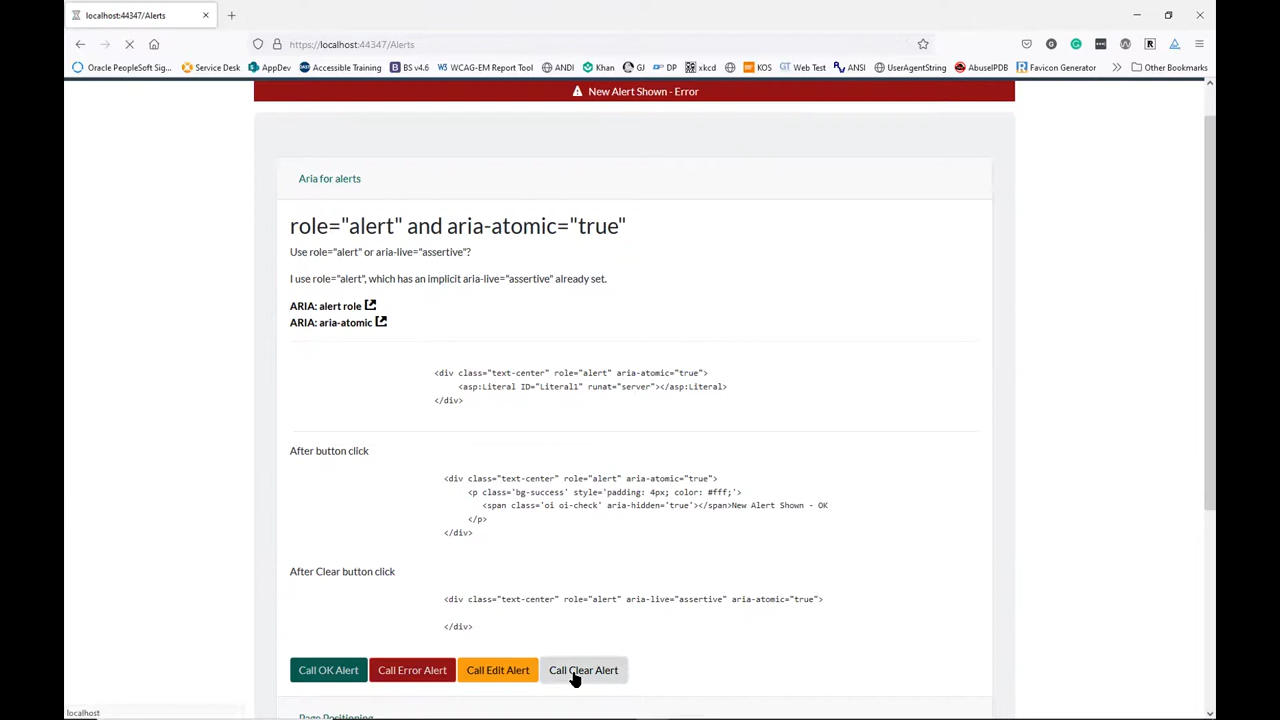 localhost:44347/Alerts
https://localhost:44347/Alerts
Oracle PeopleSoft Sig... Service Desk AppDev Accessible Training BS v4.6 WCAG-EM Report Tool ANDI Khan GJ DP xkcd KOS Web Test ANSI UserAgentString AbuseIPDB Favicon Generator Other Bookmarks
New Alert Shown - Error
Aria for alerts
role="alert" and aria-atomic="true"
Use role="alert" or aria-live="assertive"?
I use role="alert", which has an implicit aria-live="assertive" already set.
ARIA: alert role
ARIA: aria-atomic
<div class="text-center" role="alert" aria-atomic="true">
<asp:Literal ID="Literal1" runat="server"></asp:Literal>
</div>
After button click
<div class="text-center" role="alert" aria-atomic="true">
<p class='bg-success' style='padding: 4px; color: #fff;'>
<span class='oi oi-check' aria-hidden='true'></span>New Alert Shown - OK
</p>
</div>
After Clear button click
<div class="text-center" role="alert" aria-live="assertive" aria-atomic="true">
</div>
Call OK Alert Call Error Alert Call Edit Alert Call Clear Alert
Page Positioning
localhost